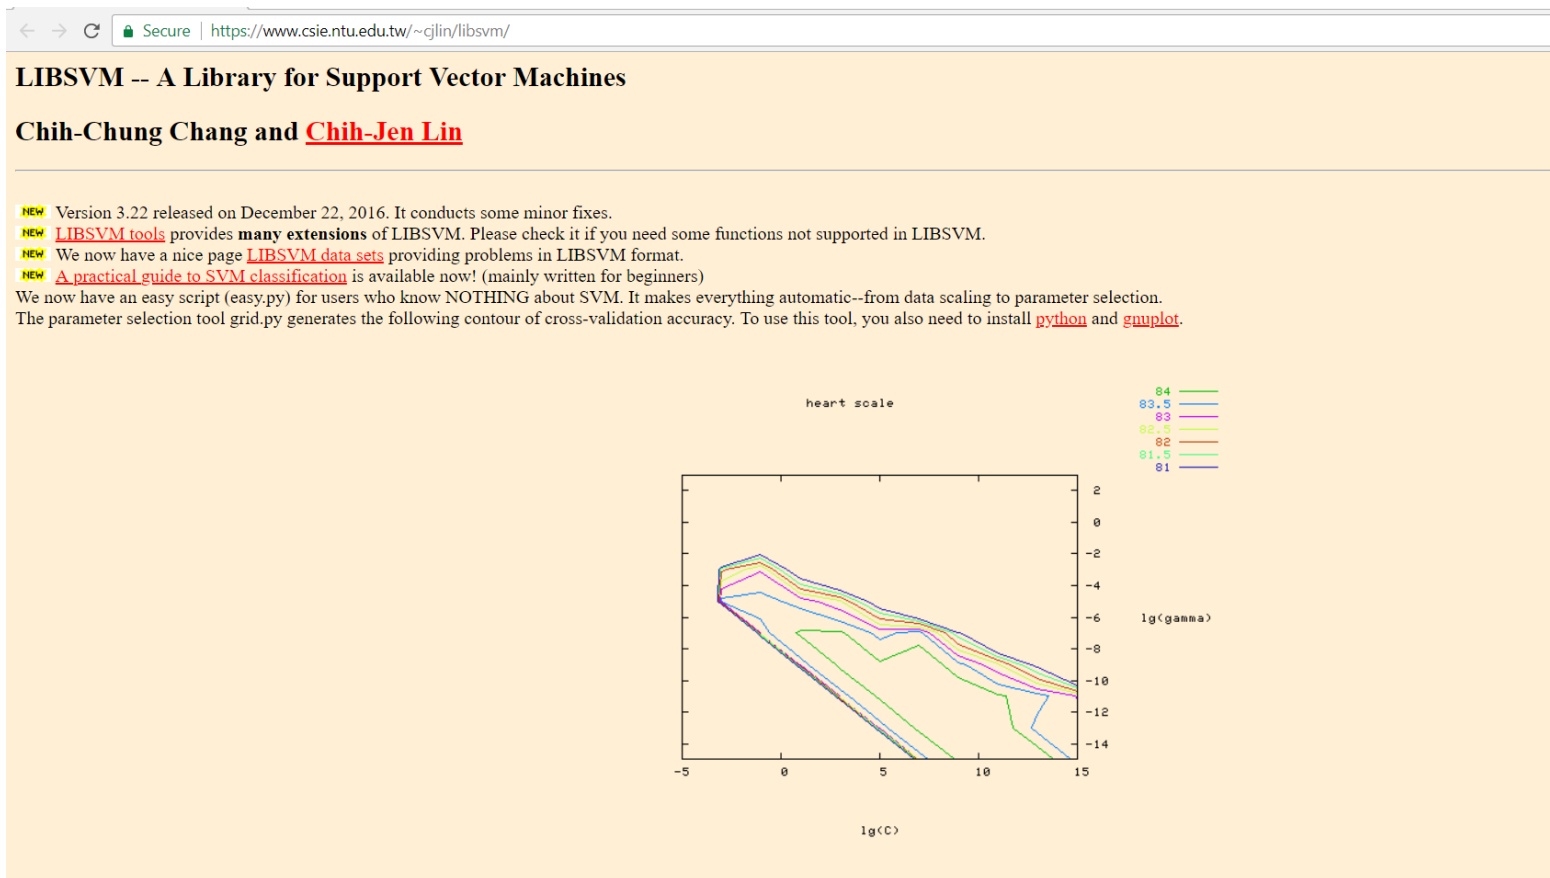 Secure | https://www.csie.ntu.edu.tw/~cjlin/libsvm/
LIBSVM -- A Library for Support Vector Machines
Chih-Chung Chang and Chih-Jen Lin
NEW Version 3.22 released on December 22, 2016. It conducts some minor fixes.
NEW LIBSVM tools provides many extensions of LIBSVM. Please check it if you need some functions not supported in LIBSVM.
NEW We now have a nice page LIBSVM data sets providing problems in LIBSVM format.
NEW A practical guide to SVM classification is available now! (mainly written for beginners)
We now have an easy script (easy.py) for users who know NOTHING about SVM. It makes everything automatic--from data scaling to parameter selection.
The parameter selection tool grid.py generates the following contour of cross-validation accuracy. To use this tool, you also need to install python and gnuplot.
heart scale
84
83.5
83
82.5
82
81.5
81
2
0
-2
-4
-6
lg(gamma)
-8
-10
-12
-14
-5 0 5 10 15
lg(C)